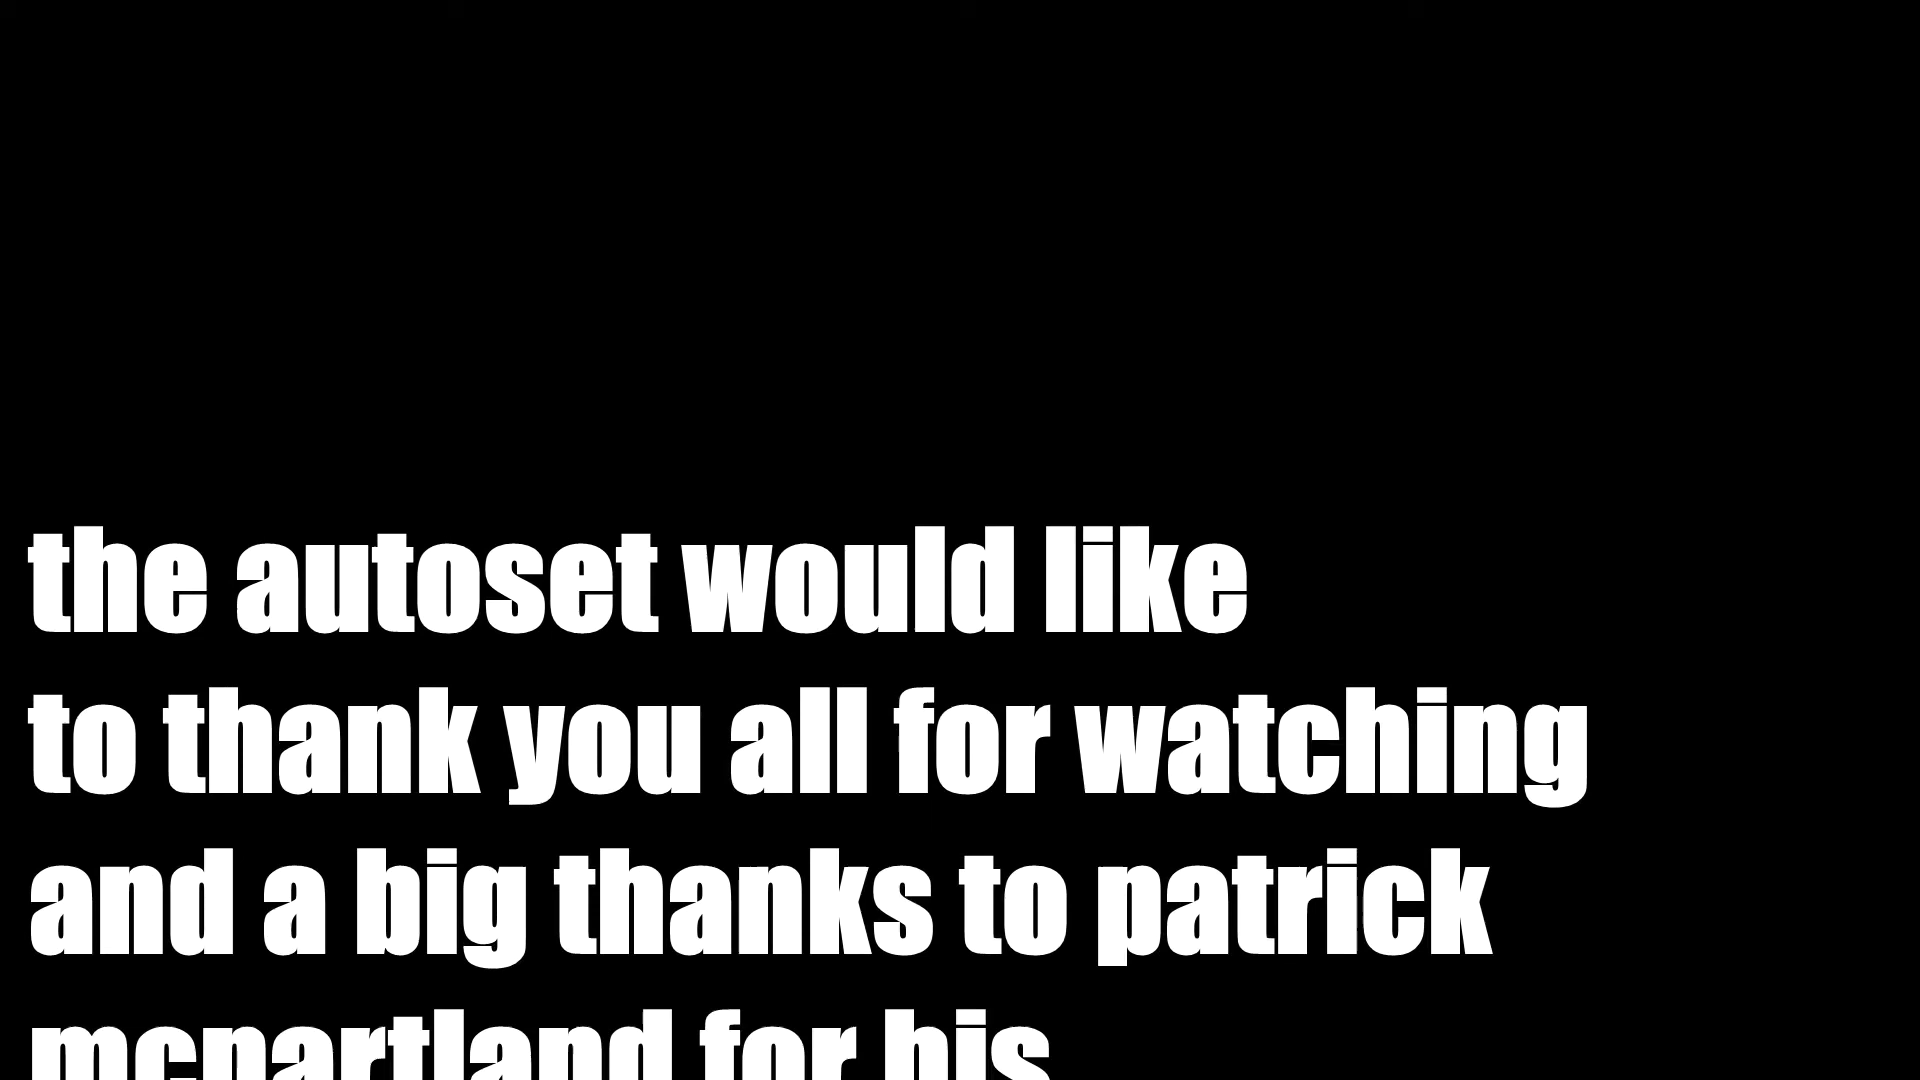 the autoset would like
to thank you all for watching
and a big thanks to patrick
mcpartland for his